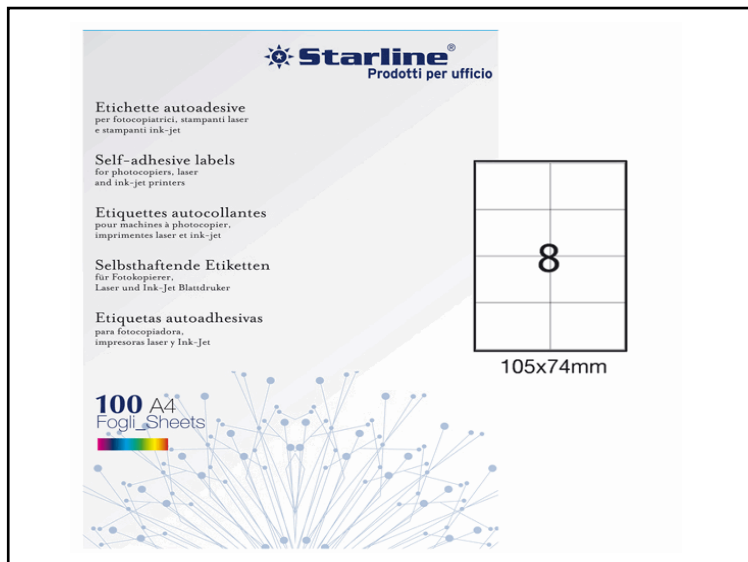 Starline®
Prodotti per ufficio
Etichette autoadesive
per fotocopiatrici, stampanti laser
e stampanti ink-jet
Self-adhesive labels
for photocopiers, laser
and ink-jet printers
Etiquettes autocollantes
pour machines à photocopier,
imprimentes laser et ink-jet
Selbsthaftende Etiketten
für Fotokopierer,
Laser und Ink-Jet Blattdruker
Etiquetas autoadhesivas
para fotocopiadora,
impresoras laser y Ink-Jet
100 A4
Fogli_Sheets
8
105x74mm